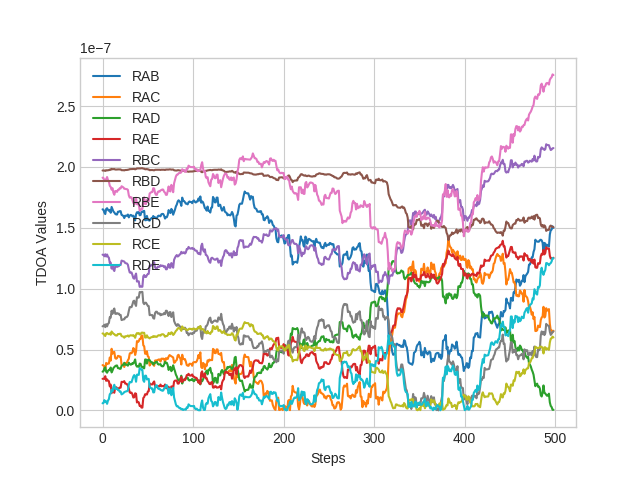 1e−7
TDOA Values
2.5
2.0
1.5
1.0
0.5
0.0
RAB
RAC
RAD
RAE
RBC
RBD
RBE
RCD
RCE
RDE
0 100 200 300 400 500
Steps